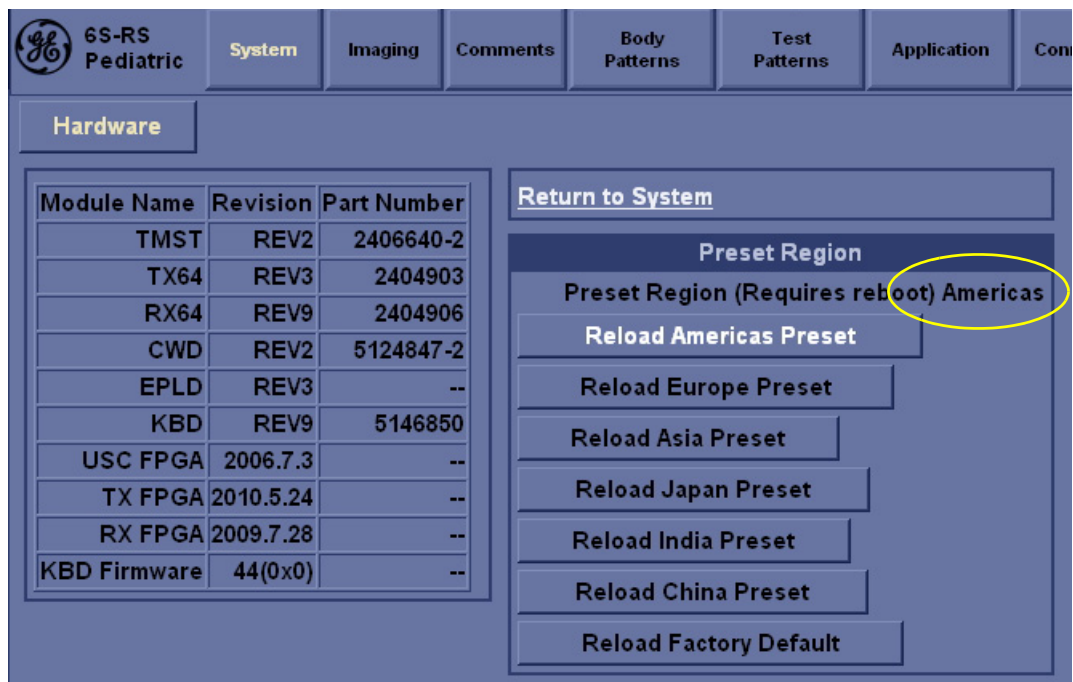 6S-RS
Pediatric
System
Imaging
Comments
Body
Patterns
Test
Patterns
Application
Hardware
Module Name Revision Part Number
TMST REV2 2406640-2
TX64 REV3 2404903
RX64 REV9 2404906
CWD REV2 5124847-2
EPLD REV3 --
KBD REV9 5146850
USC FPGA 2006.7.3 --
TX FPGA 2010.5.24 --
RX FPGA 2009.7.28 --
KBD Firmware 44(0x0) --
Return to System
Preset Region
Preset Region (Requires reboot) Americas
Reload Americas Preset
Reload Europe Preset
Reload Asia Preset
Reload Japan Preset
Reload India Preset
Reload China Preset
Reload Factory Default